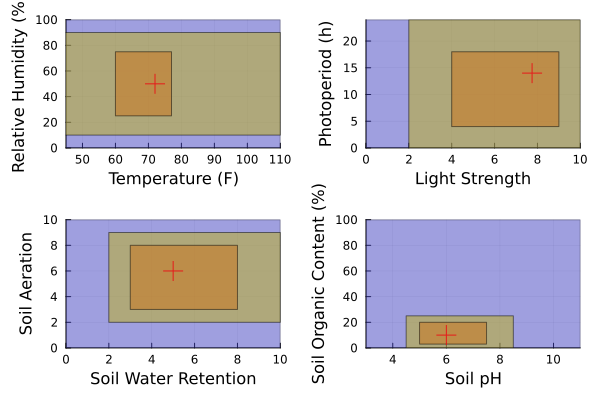 Relative Humidity (%
100
80
60
40
20
0
50 60 70 80 90 100 110
Temperature (F)
Photoperiod (h)
20
15
10
5
0
0 2 4 6 8 10
Light Strength
Soil Aeration
10
8
6
4
2
0
0 2 4 6 8 10
Soil Water Retention
Soil Organic Content (%)
100
80
60
40
20
0
4 6 8 10
Soil pH